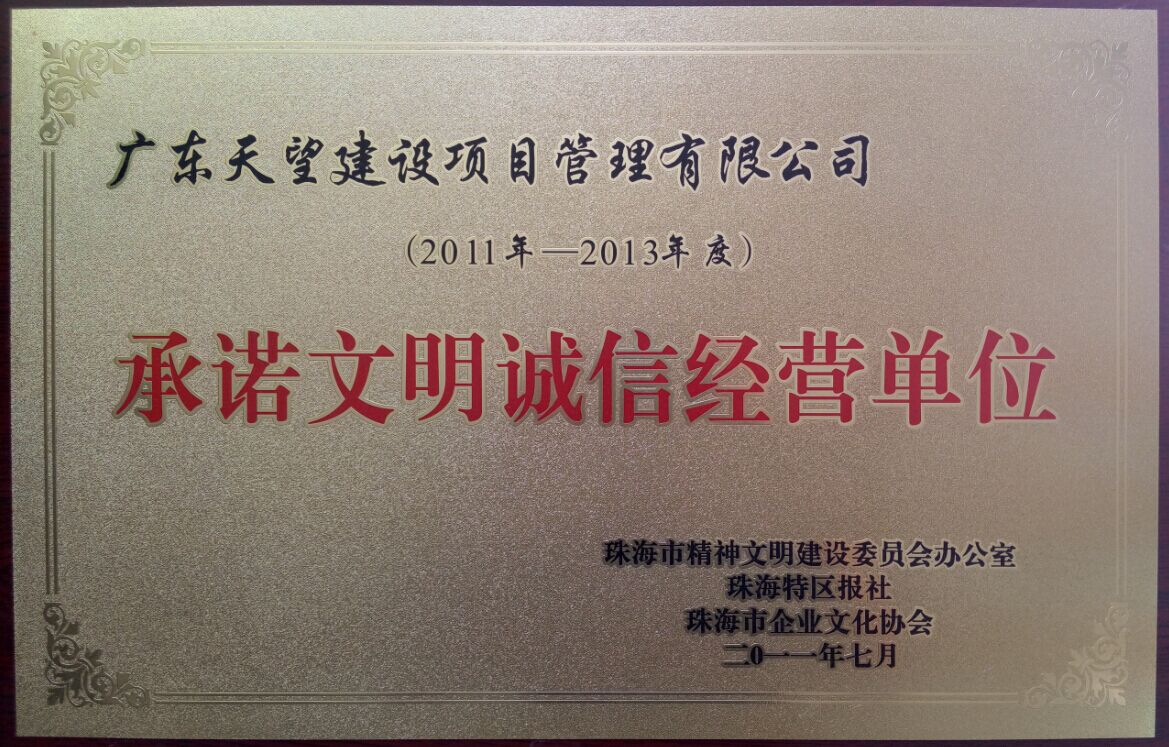 广东天望建设项目管理有限公司
（2011年—2013年度）
承诺文明诚信经营单位
珠海市精神文明建设委员会办公室
珠海特区报社
珠海市企业文化协会
二0一一年七月